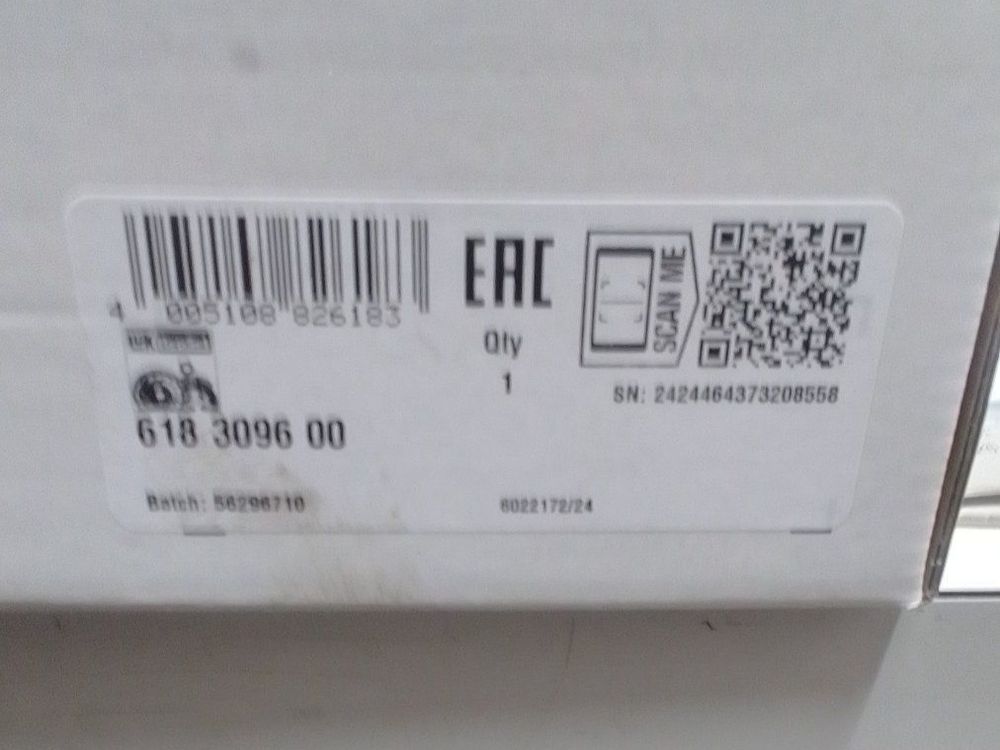 4 005108 826183
EAC
SCAN ME
Qty
1
SN: 2424464373208558
618 3096 00
Batch: 56296710
6022172/24